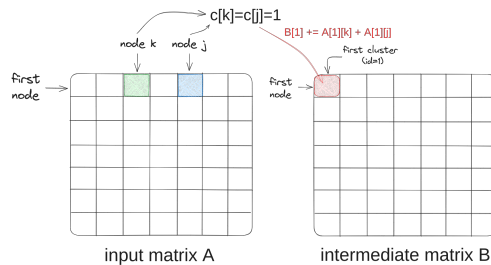 c[k]=c[j]=1
B[1] += A[1][k] + A[1][j]
node k
node j
first cluster
(id=1)
first
node
first
node
input matrix A
intermediate matrix B